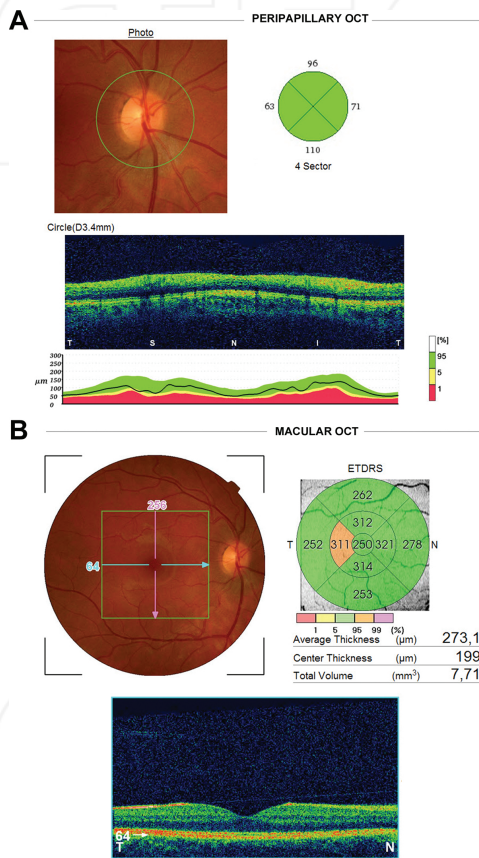 A PERIPAPILLARY OCT
Photo
96
63 71
110
4 Sector
Circle(D3.4mm)
T S N I T
[%]
95
5
1
300
250
200
150
100
50
0
µm
B MACULAR OCT
256
64
ETDRS
262
312
T 252 311 250 321 278 N
314
253
1 5 95 99 (%)
Average Thickness (µm) 273,1
Center Thickness (µm) 199
Total Volume (mm³) 7,71
64
T N